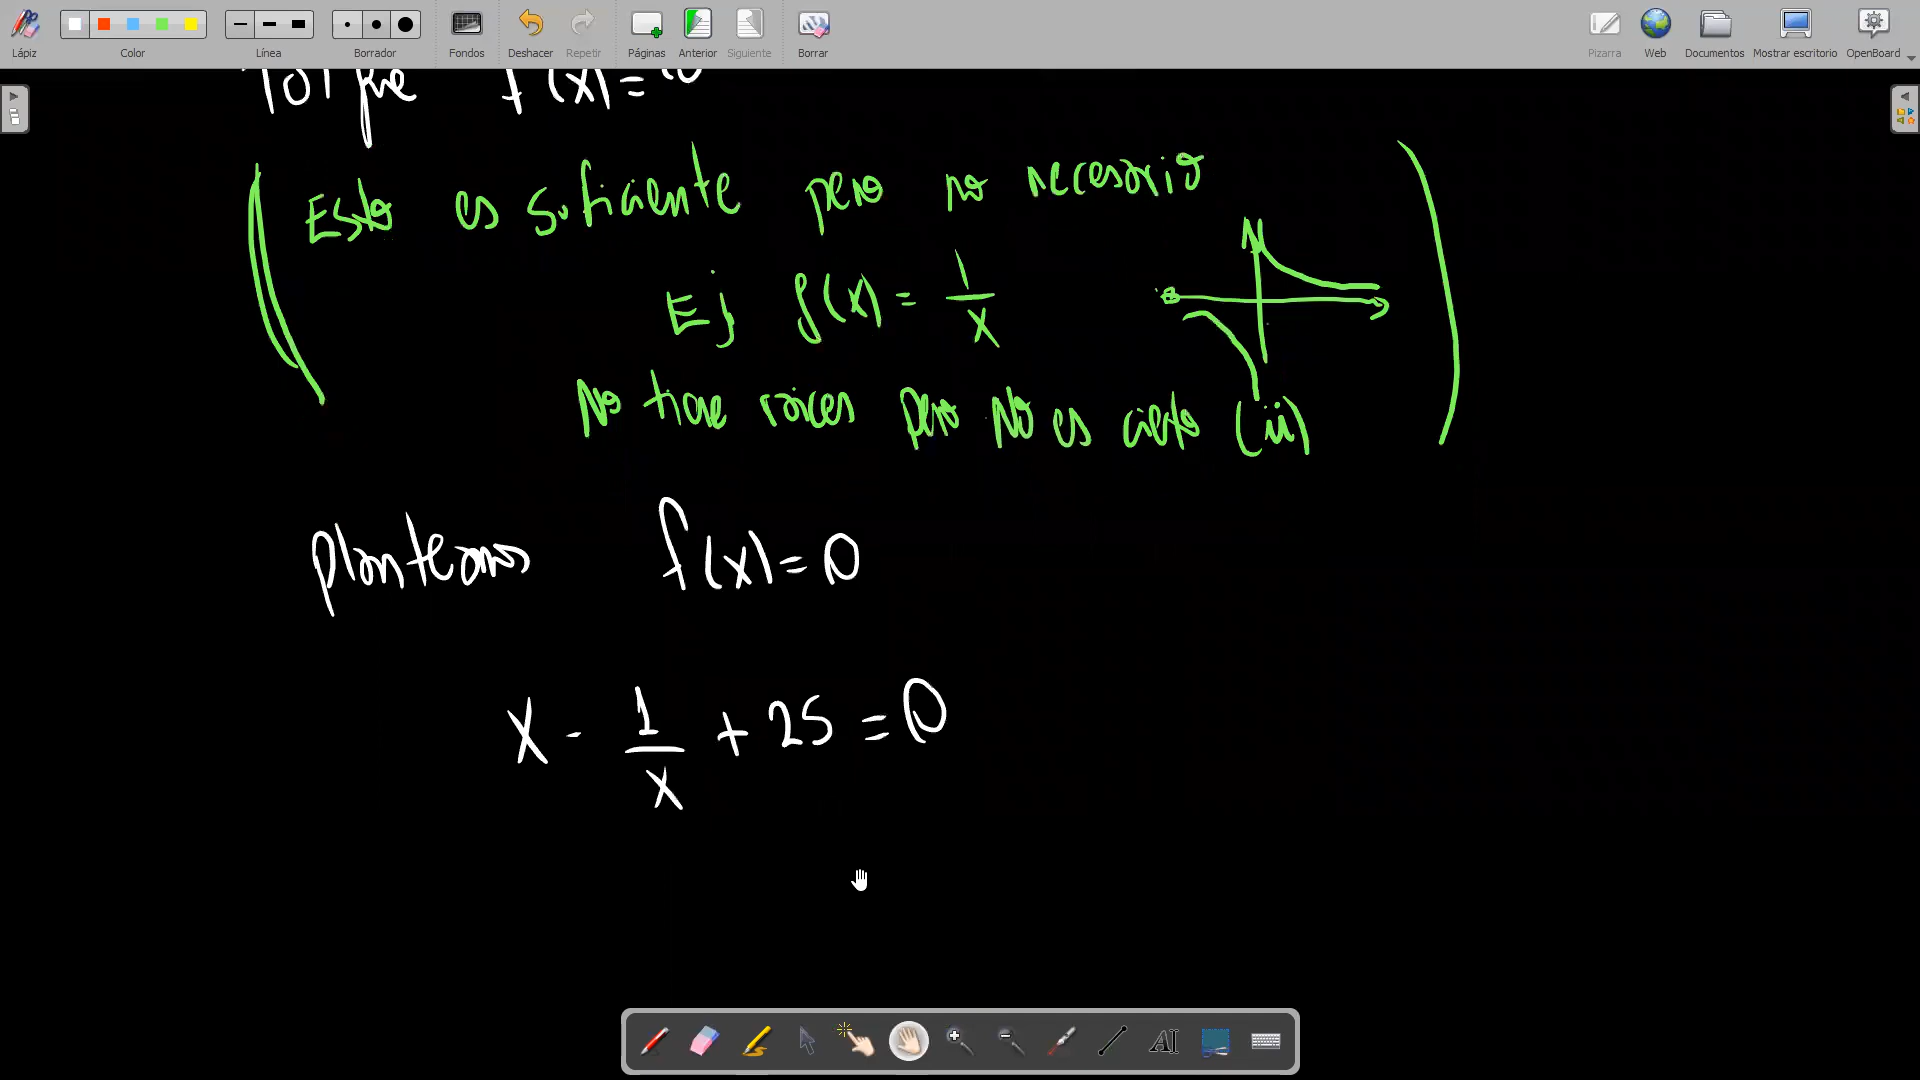 Lápiz Color Línea Borrador Fondos Deshacer Repetir Páginas Anterior Siguiente Borrar Pizarra Web Documentos Mostrar escritorio OpenBoard
f(x)=0
Esto es suficiente pero no necesario
Ej f(x) = 1/x
No tiene raíces pero No es cierto (ii)
planteamos f(x)=0
x - 1/x + 25 = 0